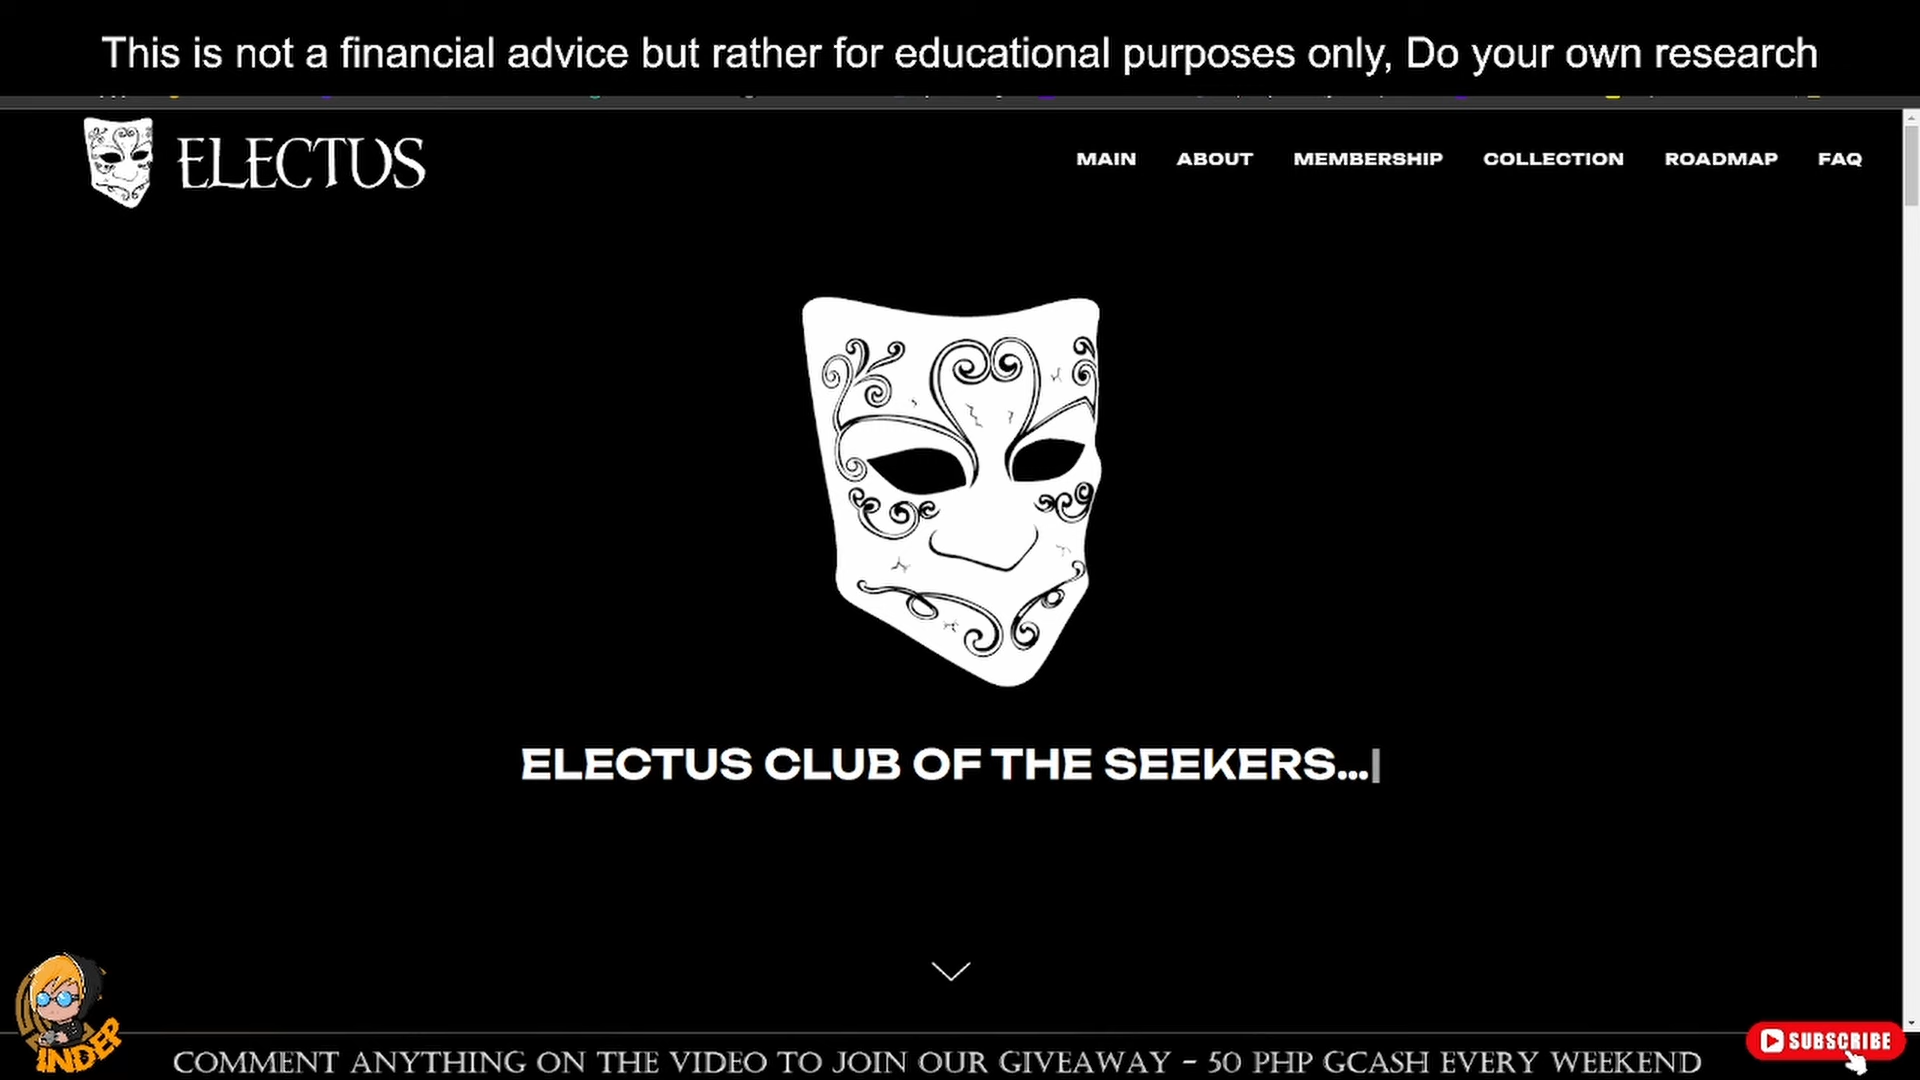 This is not a financial advice but rather for educational purposes only, Do your own research
ELECTUS
MAIN ABOUT MEMBERSHIP COLLECTION ROADMAP FAQ
ELECTUS CLUB OF THE SEEKERS...
INDEP
COMMENT ANYTHING ON THE VIDEO TO JOIN OUR GIVEAWAY - 50 PHP GCASH EVERY WEEKEND
SUBSCRIBE